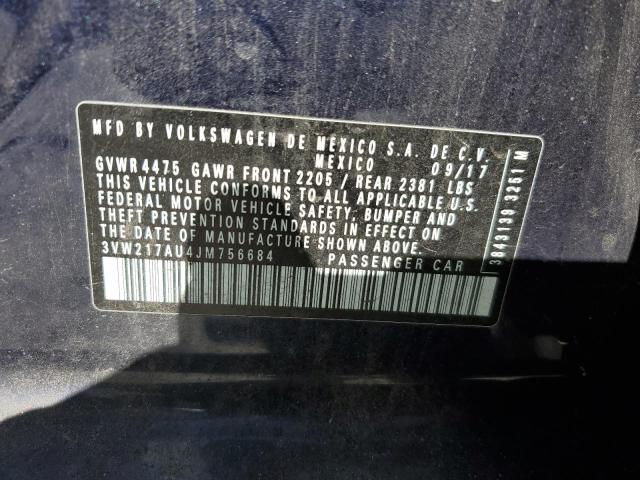 MFD BY VOLKSWAGEN DE MÉXICO S.A. DE C.V.
MEXICO 09/17
GVWR 4475 GAWR FRONT 2205 / REAR 2381 LBS
THIS VEHICLE CONFORMS TO ALL APPLICABLE U.S.
FEDERAL MOTOR VEHICLE SAFETY, BUMPER AND
THEFT PREVENTION STANDARDS IN EFFECT ON
THE DATE OF MANUFACTURE SHOWN ABOVE.
3VW217AU4JM756684 PASSENGER CAR
3843139 3261 M